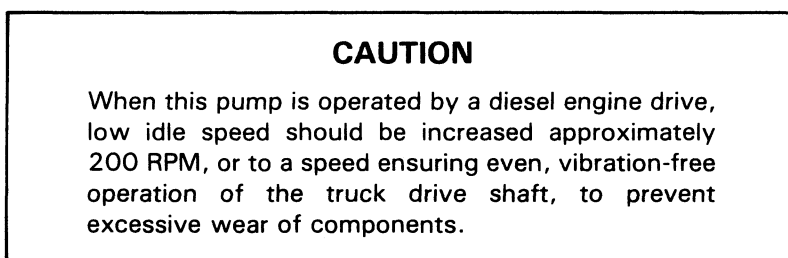 CAUTION
When this pump is operated by a diesel engine drive,
low idle speed should be increased approximately
200 RPM, or to a speed ensuring even, vibration-free
operation of the truck drive shaft, to prevent
excessive wear of components.